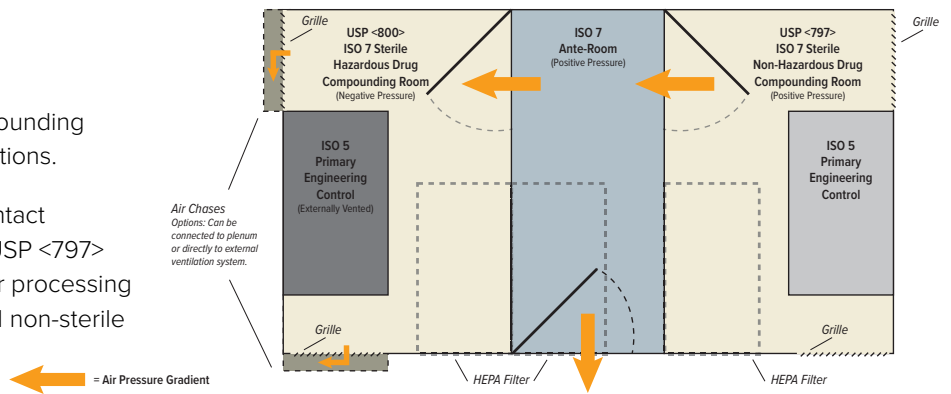 ounding
tions.
ntact
USP <797>
r processing
d non-sterile
Grille
USP <800>
ISO 7 Sterile
Hazardous Drug
Compounding Room
(Negative Pressure)
ISO 7
Ante-Room
(Positive Pressure)
USP <797>
ISO 7 Sterile
Non-Hazardous Drug
Compounding Room
(Positive Pressure)
Grille
ISO 5
Primary
Engineering
Control
(Externally Vented)
ISO 5
Primary
Engineering
Control
Air Chases
Options: Can be
connected to plenum
or directly to external
ventilation system.
Grille
Grille
= Air Pressure Gradient
HEPA Filter
HEPA Filter